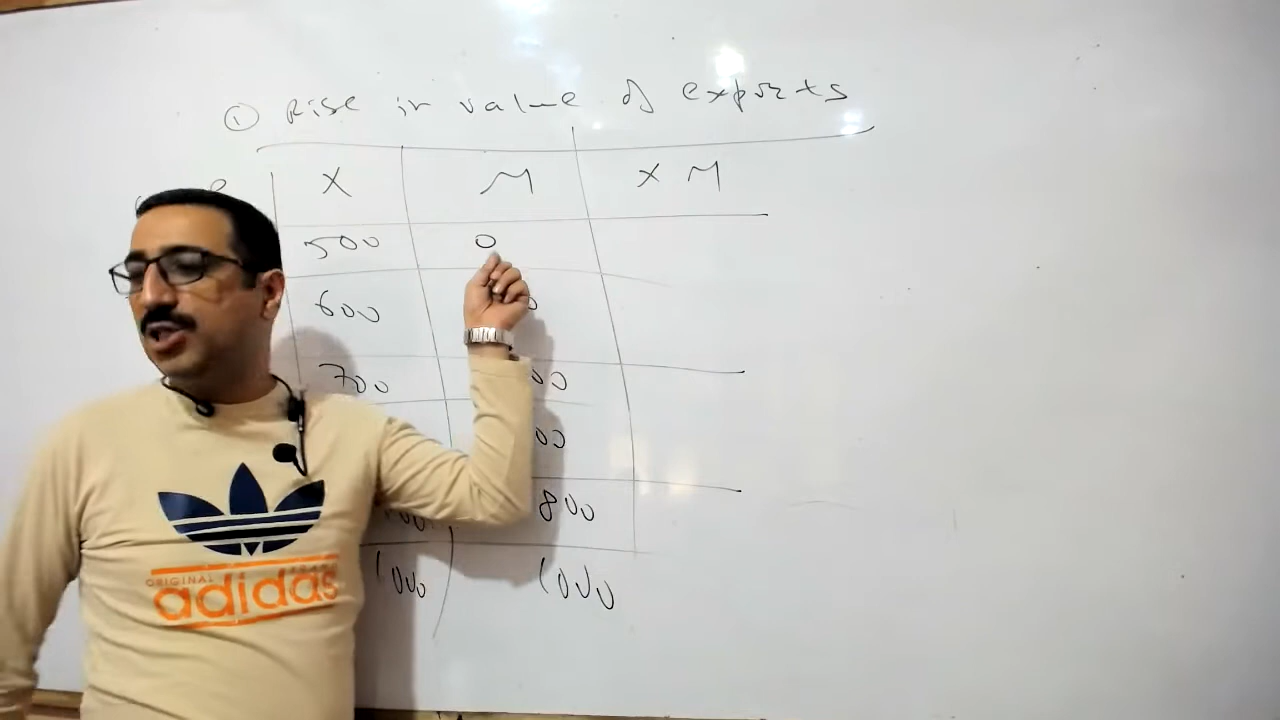 ① Rise in value of exports
X M X M
500 0
600
700
800
1000 1000
ORIGINAL
adidas